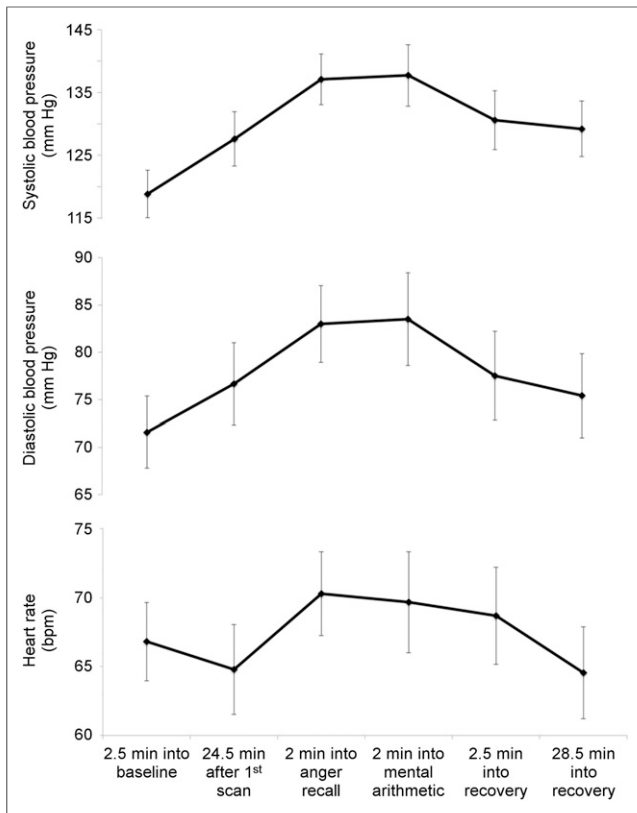 Systolic blood pressure
(mm Hg)
145
135
125
115
Diastolic blood pressure
(mm Hg)
90
85
80
75
70
65
Heart rate
(bpm)
75
70
65
60
2.5 min into
baseline
24.5 min
after 1st
scan
2 min into
anger
recall
2 min into
mental
arithmetic
2.5 min
into
recovery
28.5 min
into
recovery